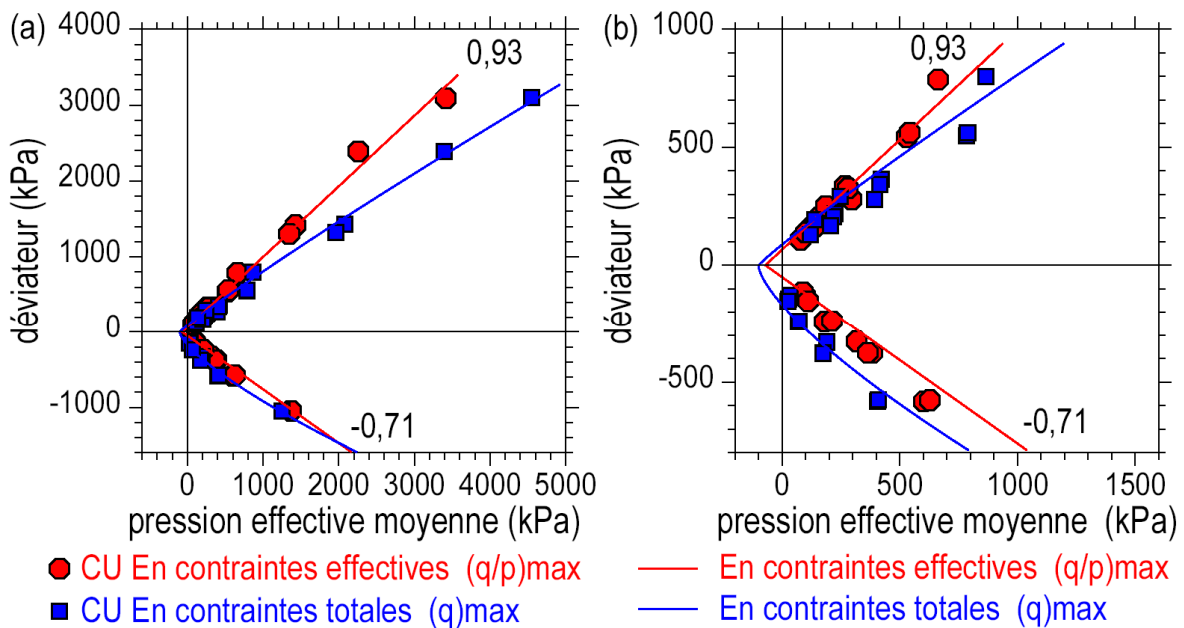 (a)
4000
3000
2000
1000
0
-1000
déviateur (kPa)
0,93
-0,71
0 1000 2000 3000 4000 5000
pression effective moyenne (kPa)
(b)
1000
500
0
-500
déviateur (kPa)
0,93
-0,71
0 500 1000 1500
pression effective moyenne (kPa)
CU En contraintes effectives (q/p)max
En contraintes effectives (q/p)max
CU En contraintes totales (q)max
En contraintes totales (q)max